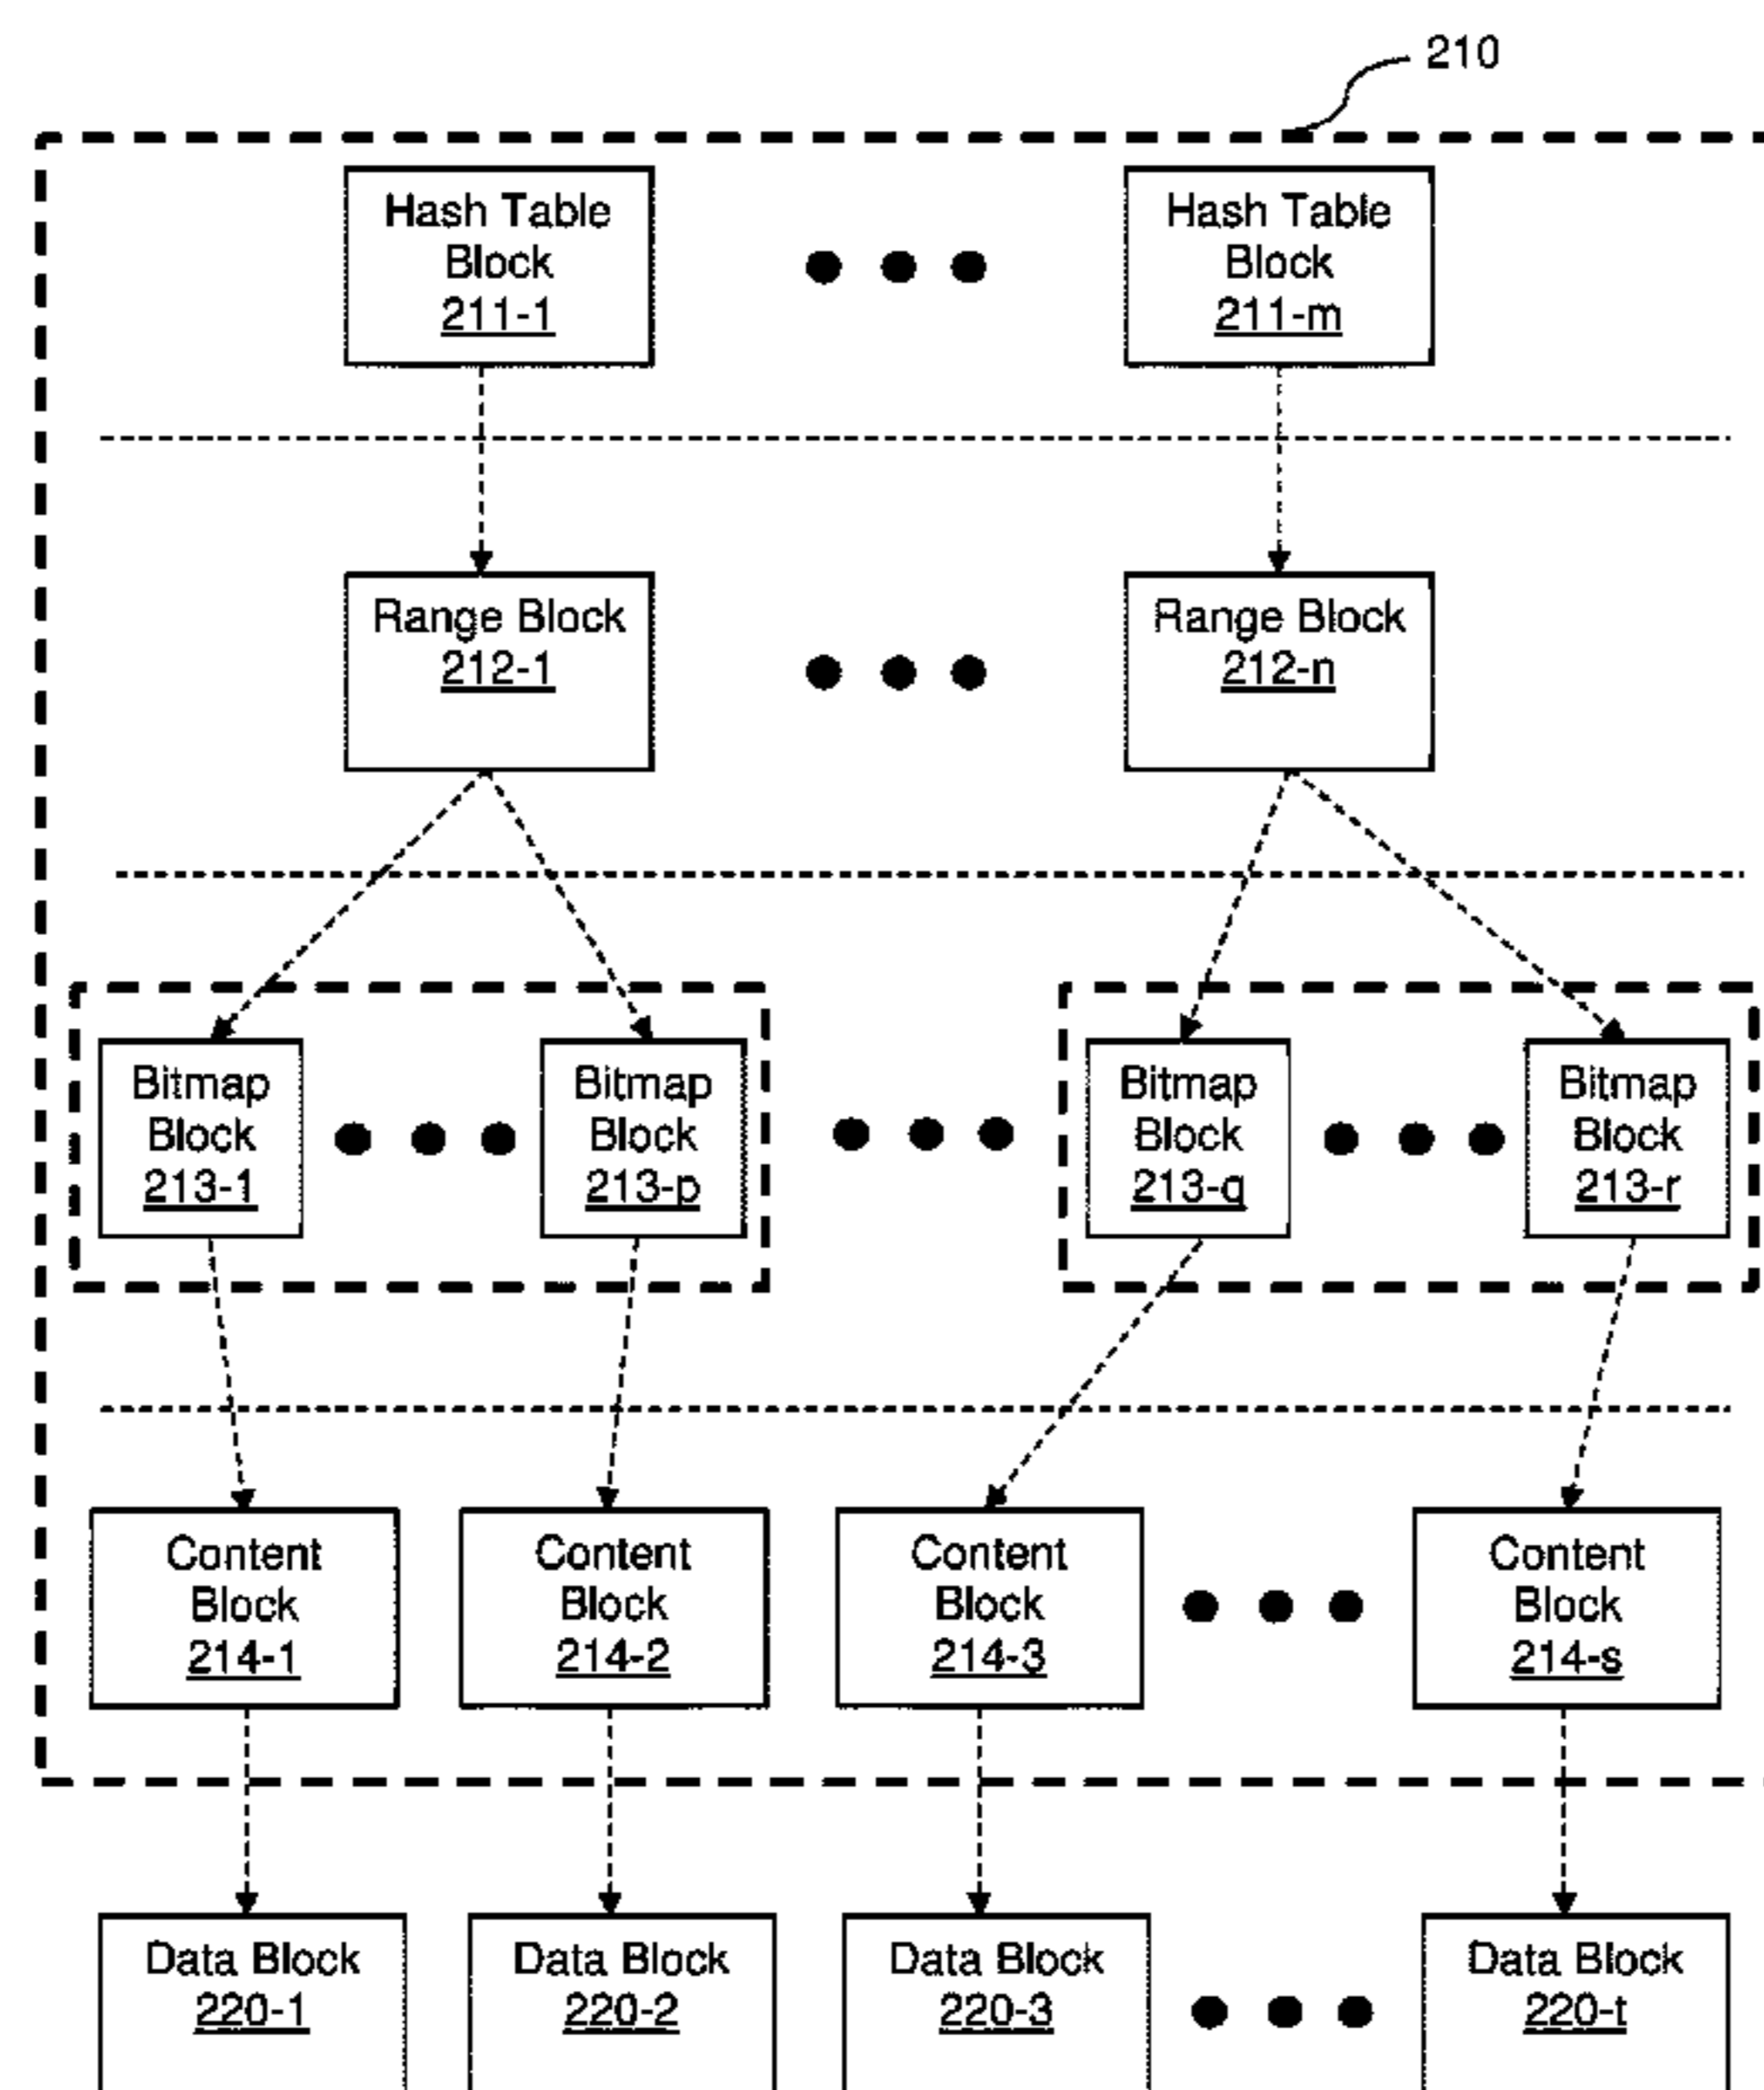 210
Hash Table
Block
211-1
Hash Table
Block
211-m
Range Block
212-1
Range Block
212-n
Bitmap
Block
213-1
Bitmap
Block
213-p
Bitmap
Block
213-q
Bitmap
Block
213-r
Content
Block
214-1
Content
Block
214-2
Content
Block
214-3
Content
Block
214-s
Data Block
220-1
Data Block
220-2
Data Block
220-3
Data Block
220-t